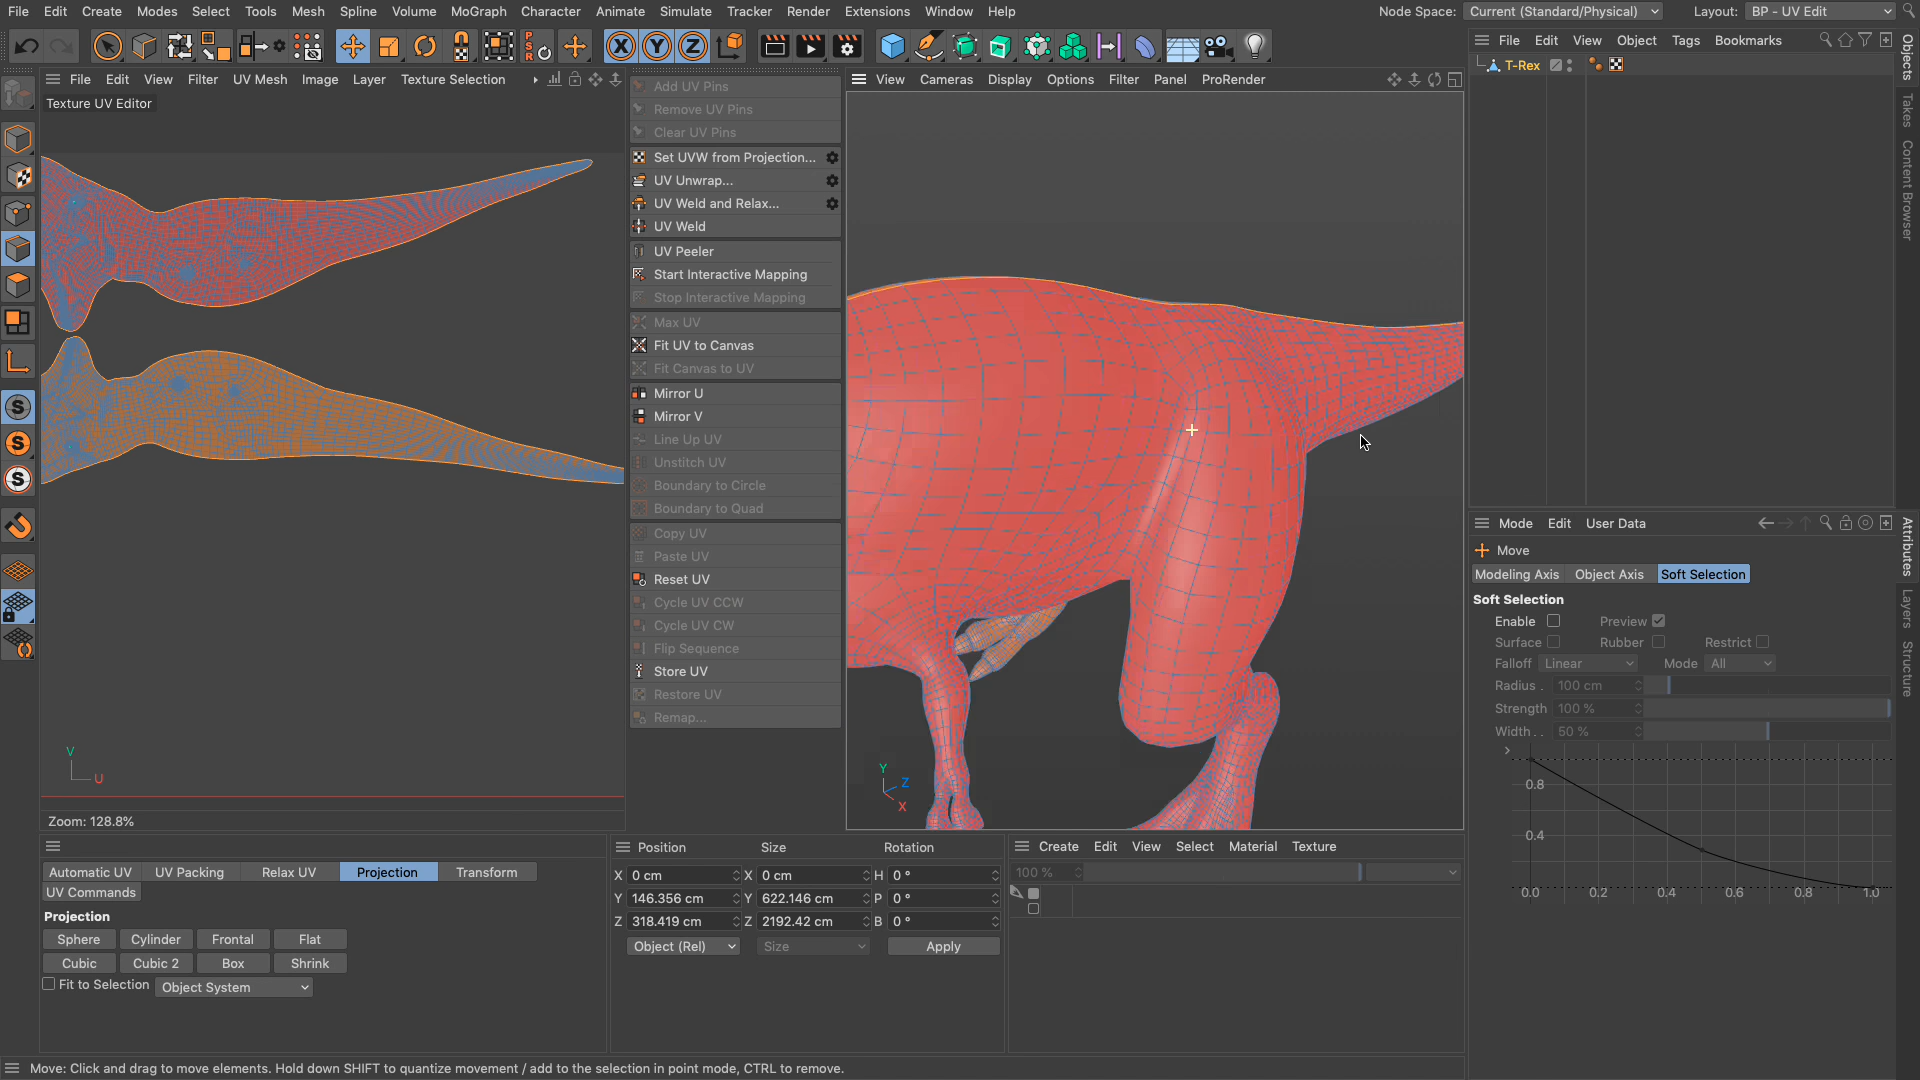 File Edit Create Modes Select Tools Mesh Spline Volume MoGraph Character Animate Simulate Tracker Render Extensions Window Help Node Space: Current (Standard/Physical) Layout: BP - UV Edit
P S R
X Y Z
File Edit View Object Tags Bookmarks
T-Rex
Objects
Takes
Content Browser
File Edit View Filter UV Mesh Image Layer Texture Selection
Texture UV Editor
V
U
Zoom: 128.8%
Add UV Pins
Remove UV Pins
Clear UV Pins
Set UVW from Projection...
UV Unwrap...
UV Weld and Relax...
UV Weld
UV Peeler
Start Interactive Mapping
Stop Interactive Mapping
Max UV
Fit UV to Canvas
Fit Canvas to UV
Mirror U
Mirror V
Line Up UV
Unstitch UV
Boundary to Circle
Boundary to Quad
Copy UV
Paste UV
Reset UV
Cycle UV CCW
Cycle UV CW
Flip Sequence
Store UV
Restore UV
Remap...
View Cameras Display Options Filter Panel ProRender
Y
Z
X
S
S
S
Mode Edit User Data
Move
Modeling Axis Object Axis Soft Selection
Soft Selection
Enable Preview
Surface Rubber Restrict
Falloff Linear Mode All
Radius . 100 cm
Strength 100 %
Width . . 50 %
0.8
0.4
0.0 0.2 0.4 0.6 0.8 1.0
Attributes
Layers
Structure
Automatic UV UV Packing Relax UV Projection Transform
UV Commands
Projection
Sphere Cylinder Frontal Flat
Cubic Cubic 2 Box Shrink
Fit to Selection Object System
Position Size Rotation
X 0 cm X 0 cm H 0 °
Y 146.356 cm Y 622.146 cm P 0 °
Z 318.419 cm Z 2192.42 cm B 0 °
Object (Rel) Size Apply
Create Edit View Select Material Texture
100 %
Move: Click and drag to move elements. Hold down SHIFT to quantize movement / add to the selection in point mode, CTRL to remove.